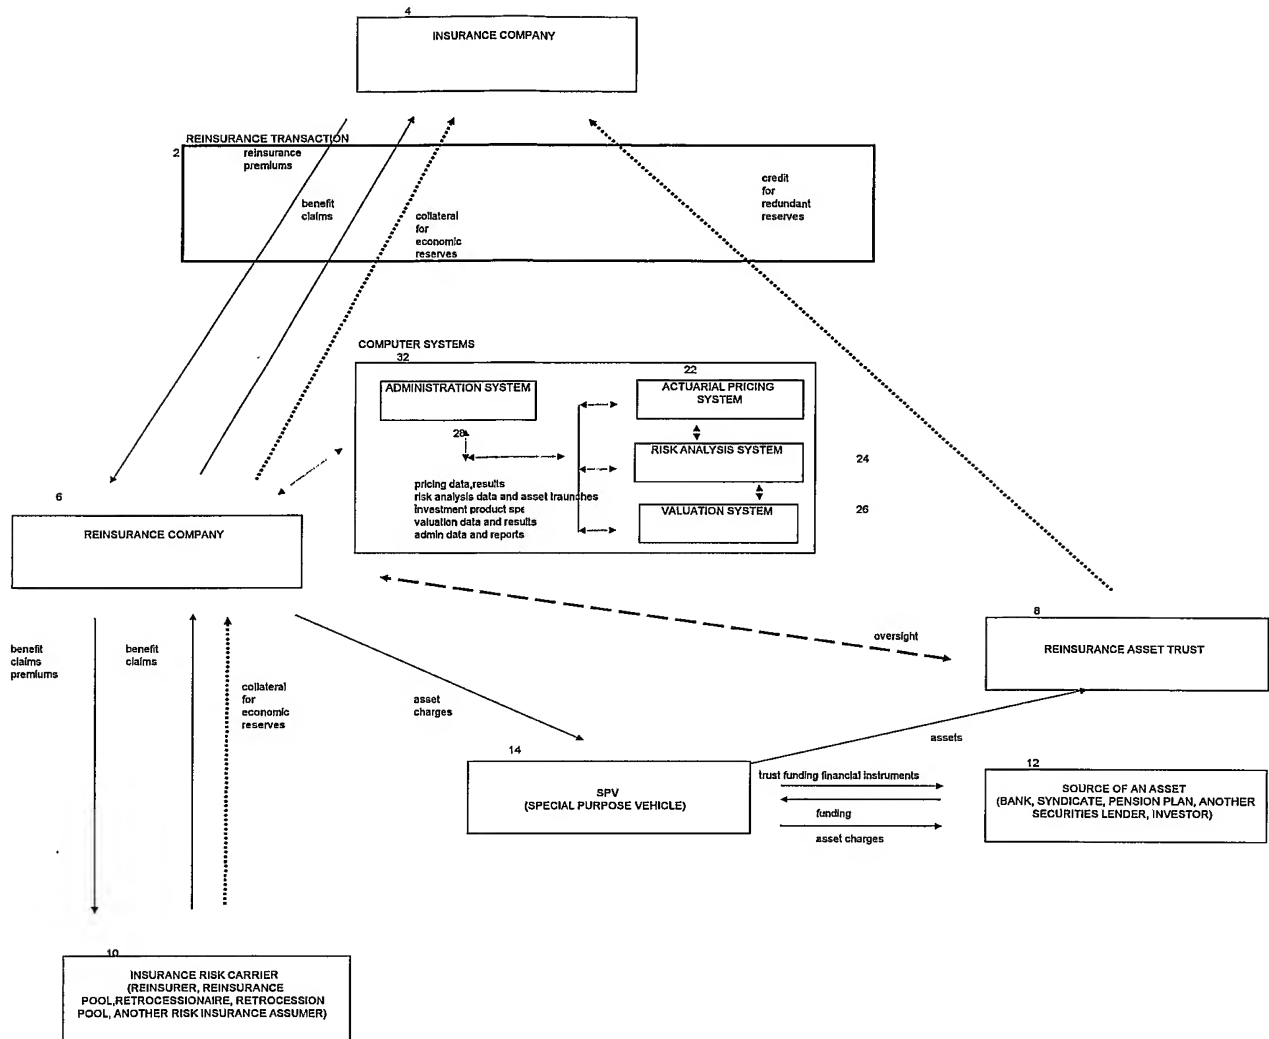 4
INSURANCE COMPANY
REINSURANCE TRANSACTION
2
reinsurance
premiums
benefit
claims
collateral
for
economic
reserves
credit
for
redundant
reserves
COMPUTER SYSTEMS
32
ADMINISTRATION SYSTEM
28
22
ACTUARIAL PRICING
SYSTEM
RISK ANALYSIS SYSTEM
24
VALUATION SYSTEM
26
pricing data,results
risk analysis data and asset traunches
investment product spe
valuation data and results
admin data and reports
6
REINSURANCE COMPANY
oversight
8
REINSURANCE ASSET TRUST
benefit
claims
premiums
benefit
claims
collateral
for
economic
reserves
asset
charges
assets
14
SPV
(SPECIAL PURPOSE VEHICLE)
trust funding financial instruments
funding
asset charges
12
SOURCE OF AN ASSET
(BANK, SYNDICATE, PENSION PLAN, ANOTHER
SECURITIES LENDER, INVESTOR)
10
INSURANCE RISK CARRIER
(REINSURER, REINSURANCE
POOL,RETROCESSIONAIRE, RETROCESSION
POOL, ANOTHER RISK INSURANCE ASSUMER)